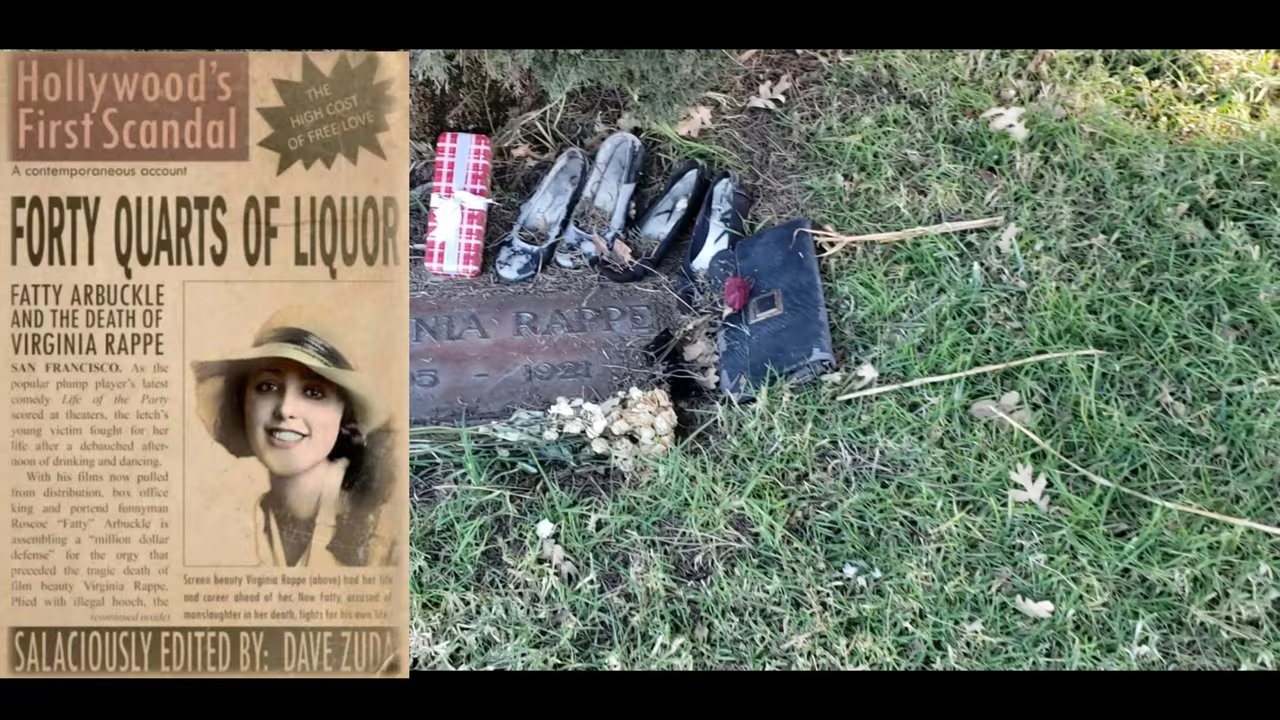 Hollywood's
First Scandal
THE
HIGH COST
OF FREE LOVE
A contemporaneous account
FORTY QUARTS OF LIQUOR
FATTY ARBUCKLE
AND THE DEATH OF
VIRGINIA RAPPE
SAN FRANCISCO. As the
popular plump player's latest
comedy Life of the Party
scored at theaters, the letch's
young victim fought for her
life after a debauched after-
noon of drinking and dancing.
With his films now pulled
from distribution, box office
king and portend funnyman
Roscoe "Fatty" Arbuckle is
assembling a "million dollar
defense" for the orgy that
preceded the tragic death of
film beauty Virginia Rappe.
Plied with illegal hooch, the
(continued inside)
Screen beauty Virginia Rappe (above) had her life
and career ahead of her. Now Fatty, accused of
manslaughter in her death, fights for his own life.
SALACIOUSLY EDITED BY: DAVE ZUDA
NIA RAPPE
5 - 1921